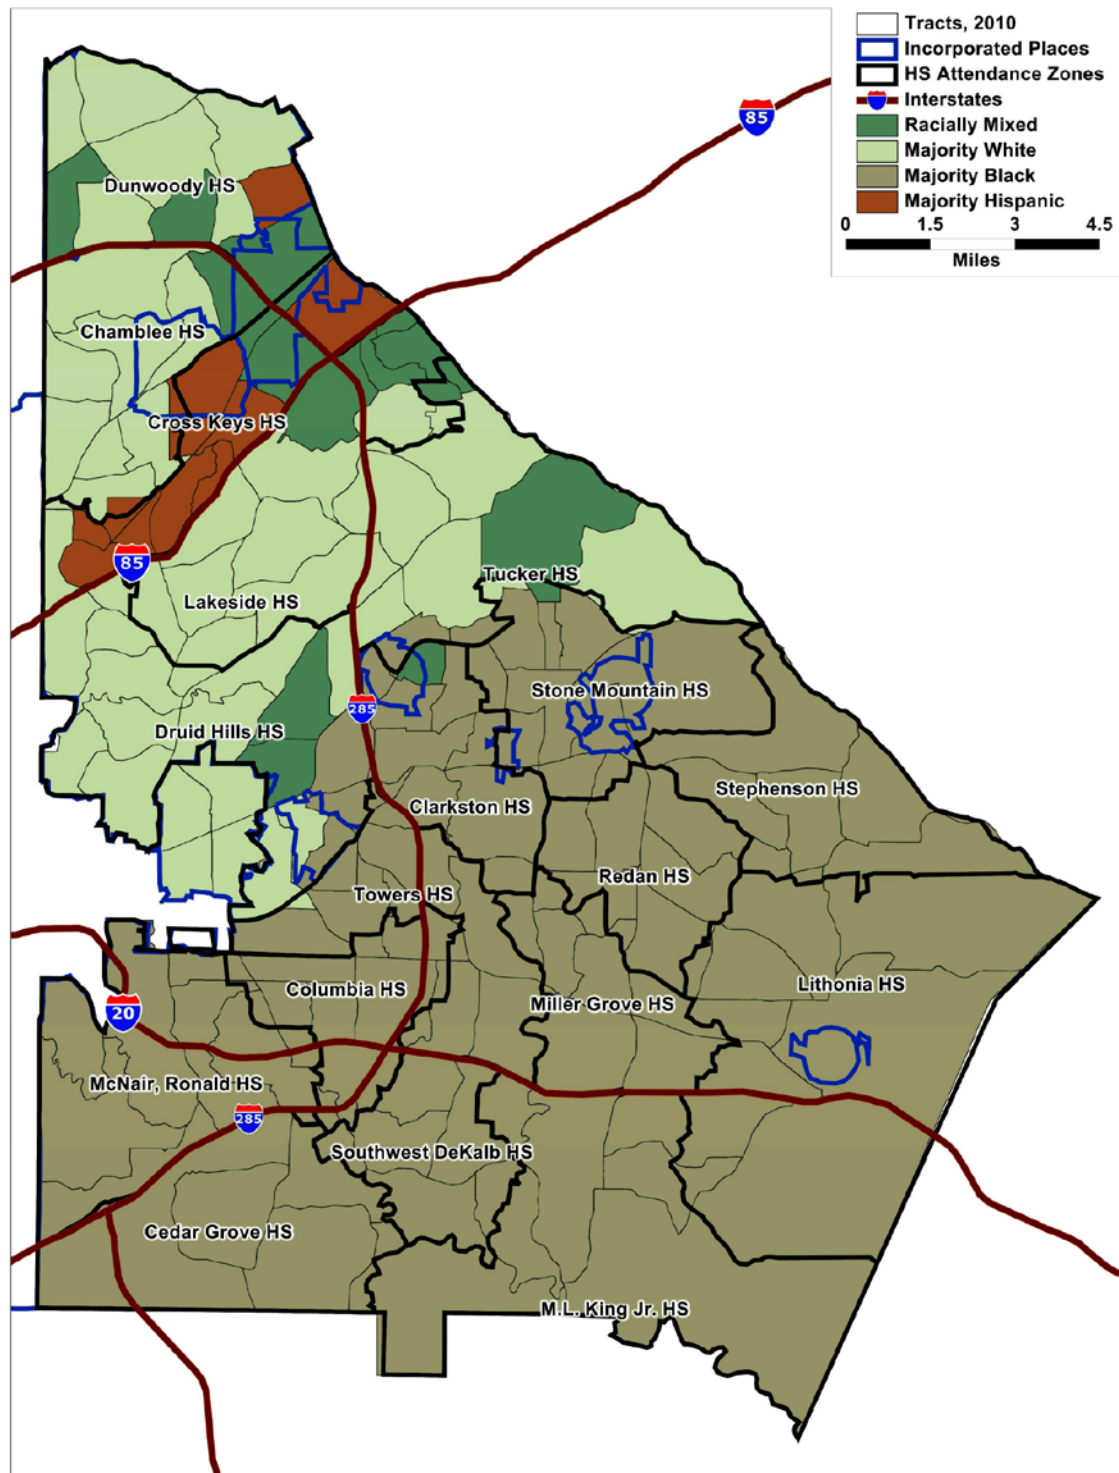 Tracts, 2010
Incorporated Places
HS Attendance Zones
Interstates
Racially Mixed
Majority White
Majority Black
Majority Hispanic
0 1.5 3 4.5
Miles
85
Dunwoody HS
Chamblee HS
Cross Keys HS
85
Tucker HS
Lakeside HS
Stone Mountain HS
285
Druid Hills HS
Stephenson HS
Clarkston HS
Redan HS
Towers HS
Lithonia HS
Columbia HS
Miller Grove HS
20
McNair, Ronald HS
285
Southwest DeKalb HS
Cedar Grove HS
M.L. King Jr. HS